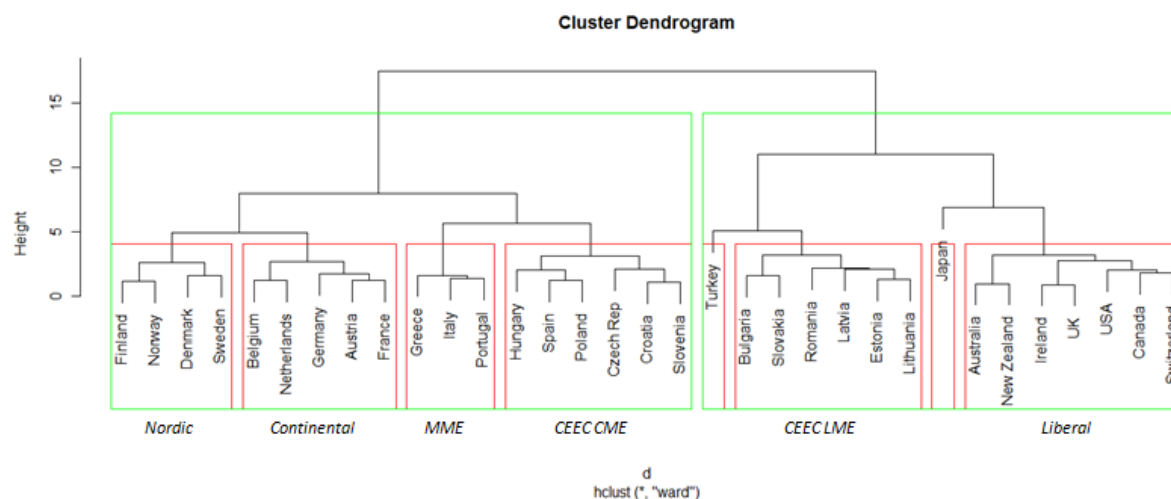 Cluster Dendrogram
Height
15
10
5
0
Finland
Norway
Denmark
Sweden
Belgium
Netherlands
Germany
Austria
France
Greece
Italy
Portugal
Hungary
Spain
Poland
Czech Rep
Croatia
Slovenia
Turkey
Bulgaria
Slovakia
Romania
Latvia
Estonia
Lithuania
Japan
Australia
New Zealand
Ireland
UK
USA
Canada
Switzerland
Nordic
Continental
MME
CEEC CME
CEEC LME
Liberal
d
hclust (*, "ward")